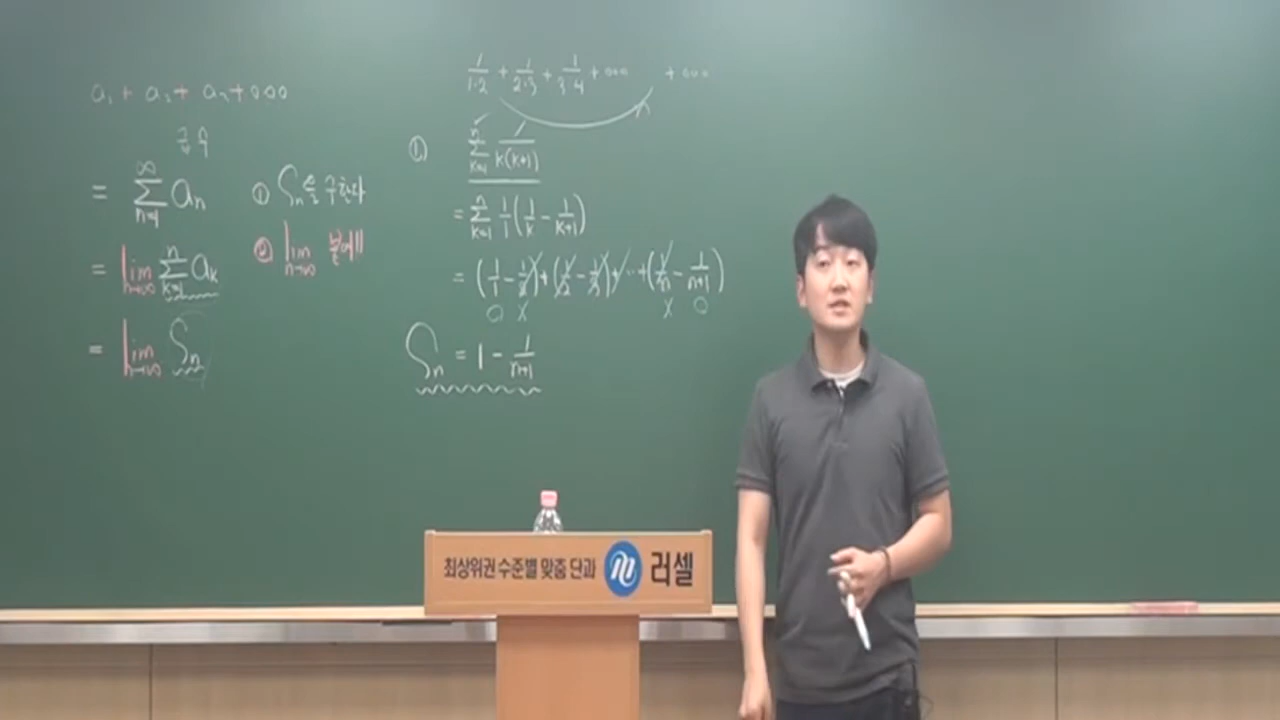 a₁ + a₂ + a₃ + ∘∘∘
급수
= ∑_{n=1}^{∞} aₙ
= lim_{n→∞} ∑_{k=1}^{n} aₖ
= lim_{n→∞} Sₙ
① Sₙ을 구한다
② lim_{n→∞} 붙여
1/(1·2) + 1/(2·3) + 1/(3·4) + ∘∘∘ + ∘∘∘
① ∑_{k=1}^{n} 1/(k(k+1))
= ∑_{k=1}^{n} 1/1 (1/k - 1/(k+1))
= (1/1 - 1/2) + (1/2 - 1/3) + ··· + (1/n - 1/(n+1))
O X X O
Sₙ = 1 - 1/(n+1)
최상위권 수준별 맞춤 단과 러셀